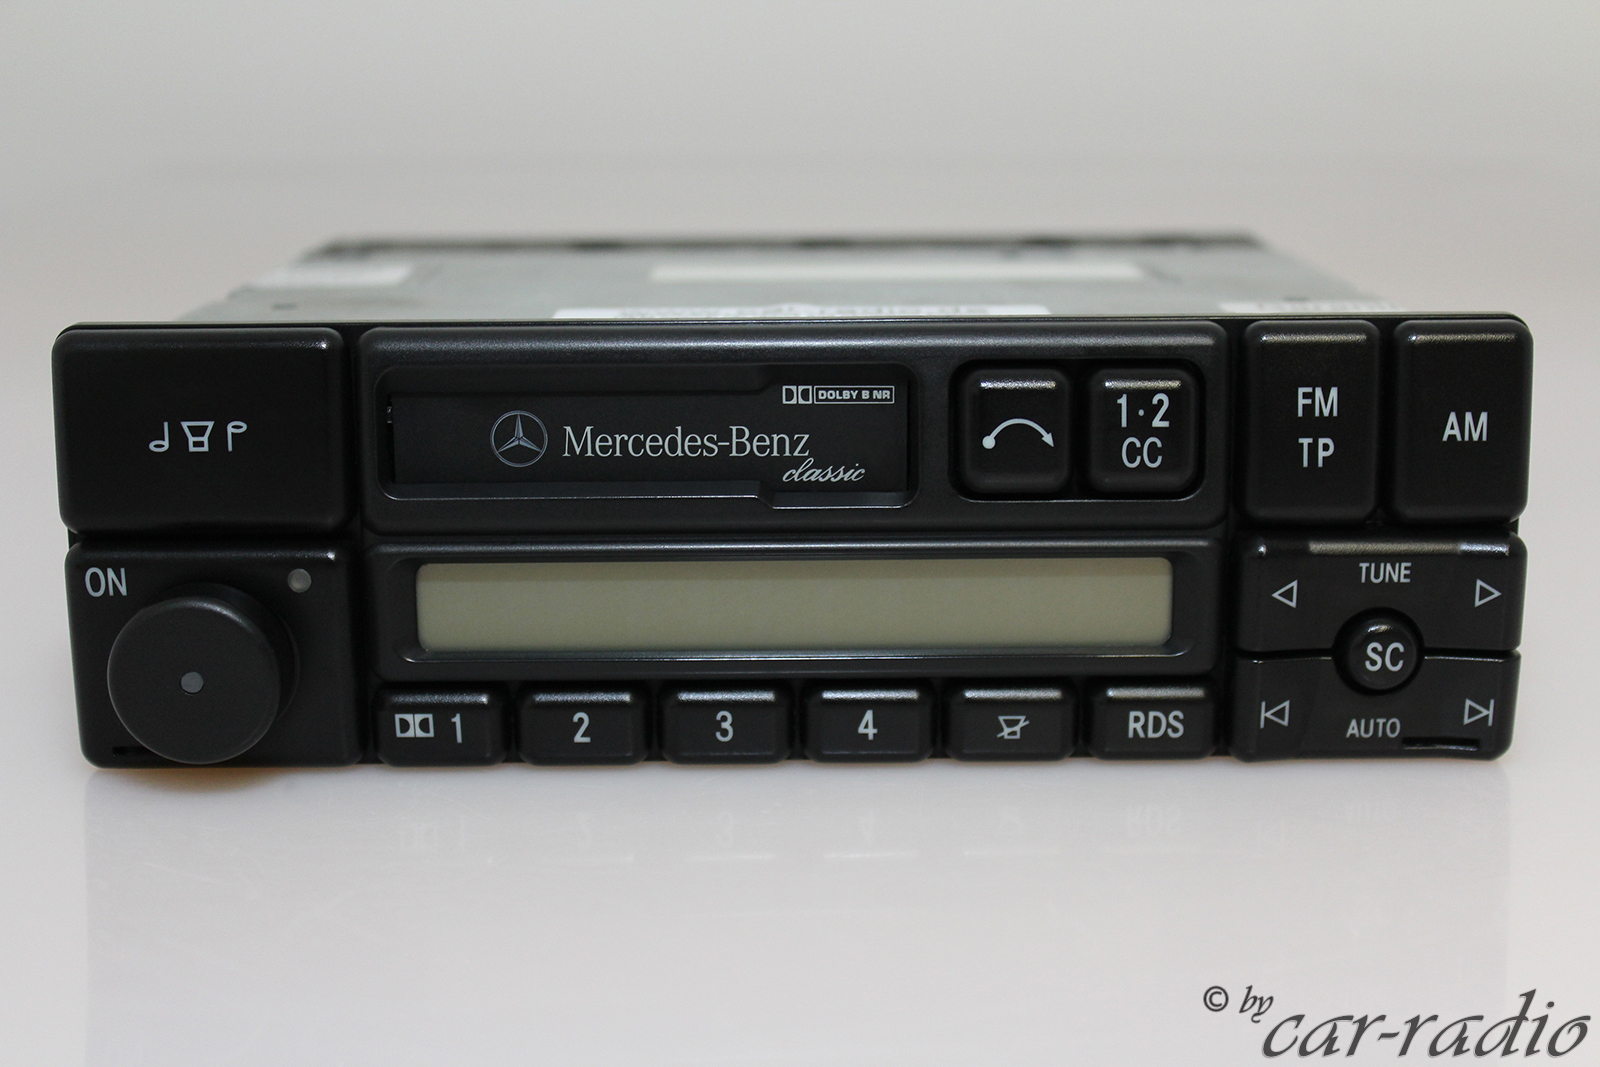 DOLBY B NR
Mercedes-Benz
classic
1·2
CC
FM
TP
AM
ON
TUNE
SC
AUTO
1
2
3
4
RDS
© by
car-radio